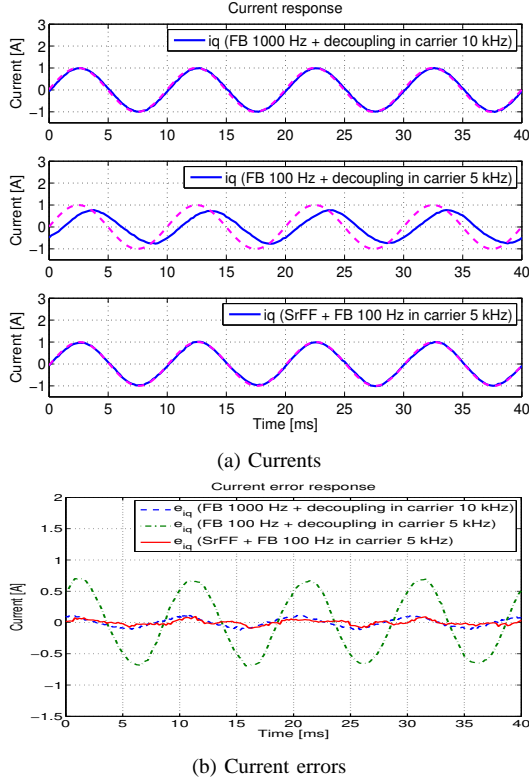 Current response
Current [A]
3
2
1
0
−1
iq (FB 1000 Hz + decoupling in carrier 10 kHz)
0 5 10 15 20 25 30 35 40
Current [A]
3
2
1
0
−1
iq (FB 100 Hz + decoupling in carrier 5 kHz)
0 5 10 15 20 25 30 35 40
Current [A]
3
2
1
0
−1
iq (SrFF + FB 100 Hz in carrier 5 kHz)
0 5 10 15 20 25 30 35 40
Time [ms]
(a) Currents
Current error response
Current [A]
2
1.5
1
0.5
0
−0.5
−1
−1.5
e_iq (FB 1000 Hz + decoupling in carrier 10 kHz)
e_iq (FB 100 Hz + decoupling in carrier 5 kHz)
e_iq (SrFF + FB 100 Hz in carrier 5 kHz)
0 5 10 15 20 25 30 35 40
Time [ms]
(b) Current errors